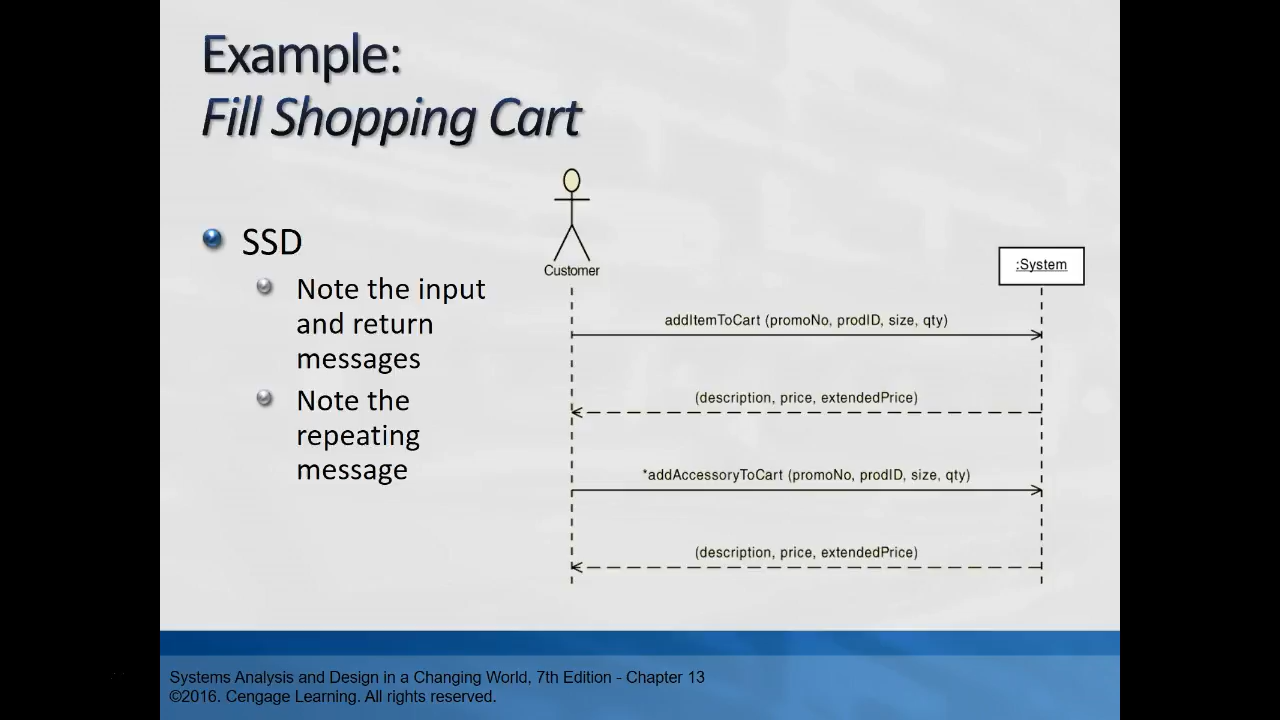 Example:
Fill Shopping Cart
SSD
Note the input
and return
messages
Note the
repeating
message
Customer
:System
addItemToCart (promoNo, prodID, size, qty)
(description, price, extendedPrice)
*addAccessoryToCart (promoNo, prodID, size, qty)
(description, price, extendedPrice)
Systems Analysis and Design in a Changing World, 7th Edition - Chapter 13
©2016. Cengage Learning. All rights reserved.